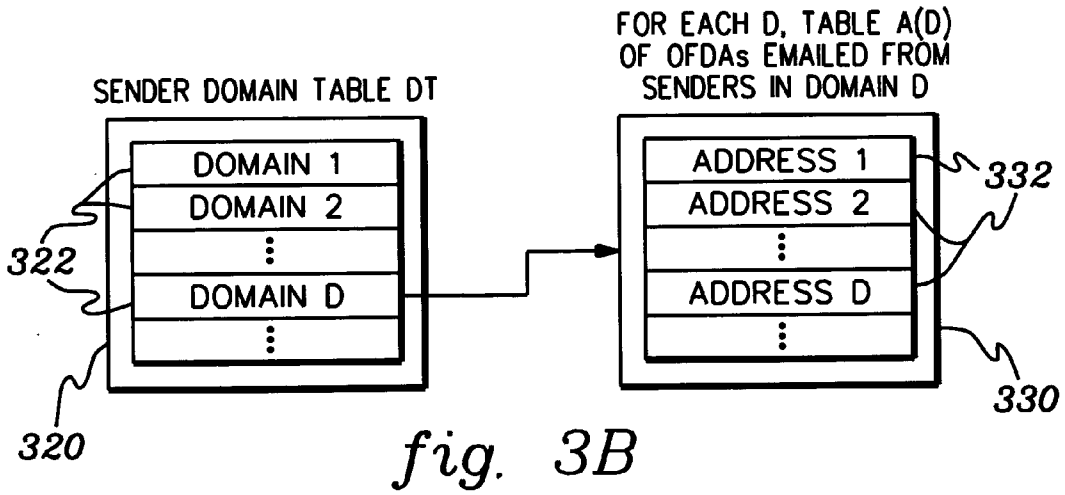 SENDER DOMAIN TABLE DT
DOMAIN 1
DOMAIN 2
⋮
DOMAIN D
⋮
322
320
FOR EACH D, TABLE A(D)
OF OFDAs EMAILED FROM
SENDERS IN DOMAIN D
ADDRESS 1
ADDRESS 2
⋮
ADDRESS D
⋮
332
330
fig. 3B